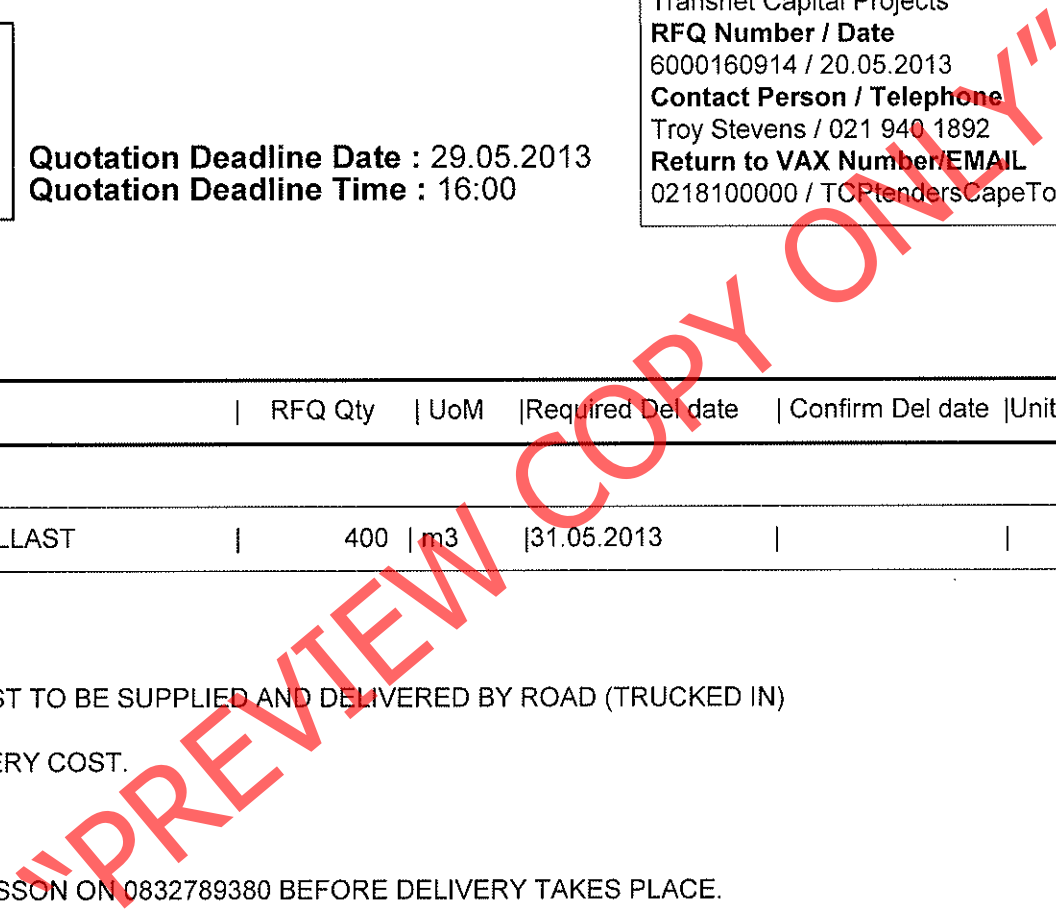 Transnet Capital Projects
RFQ Number / Date
6000160914 / 20.05.2013
Contact Person / Telephone
Troy Stevens / 021 940 1892
Return to VAX Number/EMAIL
0218100000 / TCPtendersCapeTo
Quotation Deadline Date : 29.05.2013
Quotation Deadline Time : 16:00
| RFQ Qty | UoM |Required Del date | Confirm Del date |Unit
LLAST | 400 | m3 |31.05.2013 | |
ST TO BE SUPPLIED AND DELIVERED BY ROAD (TRUCKED IN)
ERY COST.
SSON ON 0832789380 BEFORE DELIVERY TAKES PLACE.
"PREVIEW COPY ONLY"